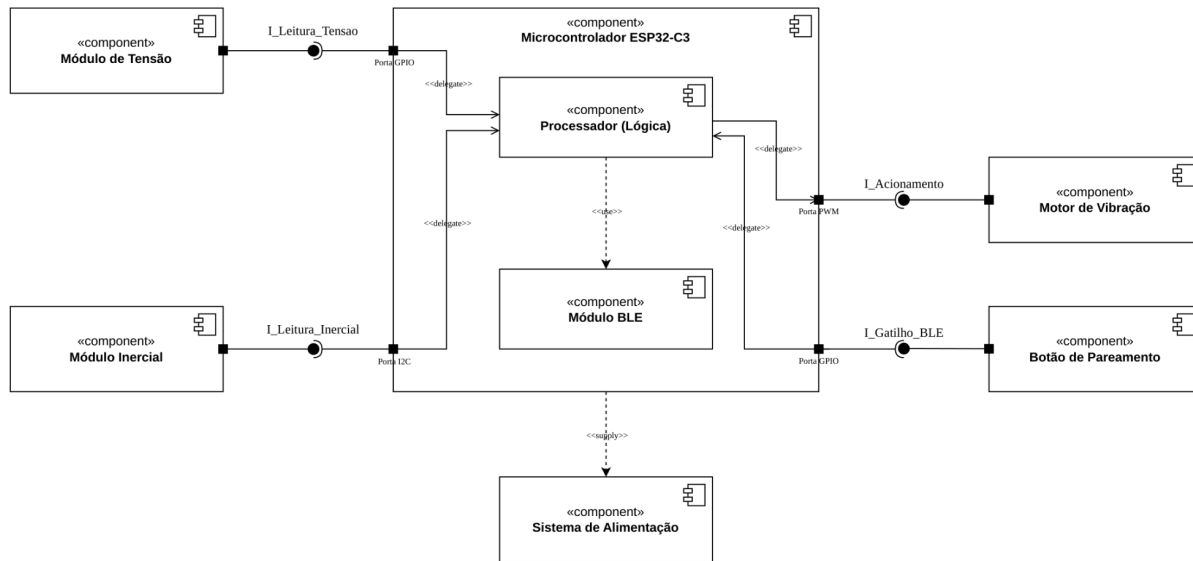 «component»
Módulo de Tensão
I_Leitura_Tensao
Porta GPIO
«component»
Microcontrolador ESP32-C3
<<delegate>>
«component»
Processador (Lógica)
<<delegate>>
<<delegate>>
<<use>>
<<delegate>>
Porta PWM
I_Acionamento
«component»
Motor de Vibração
«component»
Módulo BLE
«component»
Módulo Inercial
I_Leitura_Inercial
Porta I2C
Porta GPIO
I_Gatilho_BLE
«component»
Botão de Pareamento
<<supply>>
«component»
Sistema de Alimentação